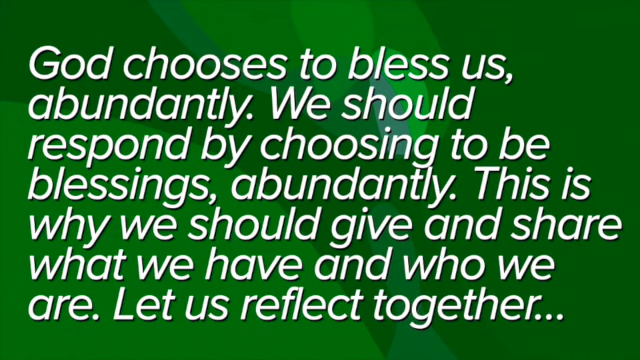 God chooses to bless us,
abundantly. We should
respond by choosing to be
blessings, abundantly. This is
why we should give and share
what we have and who we
are. Let us reflect together...